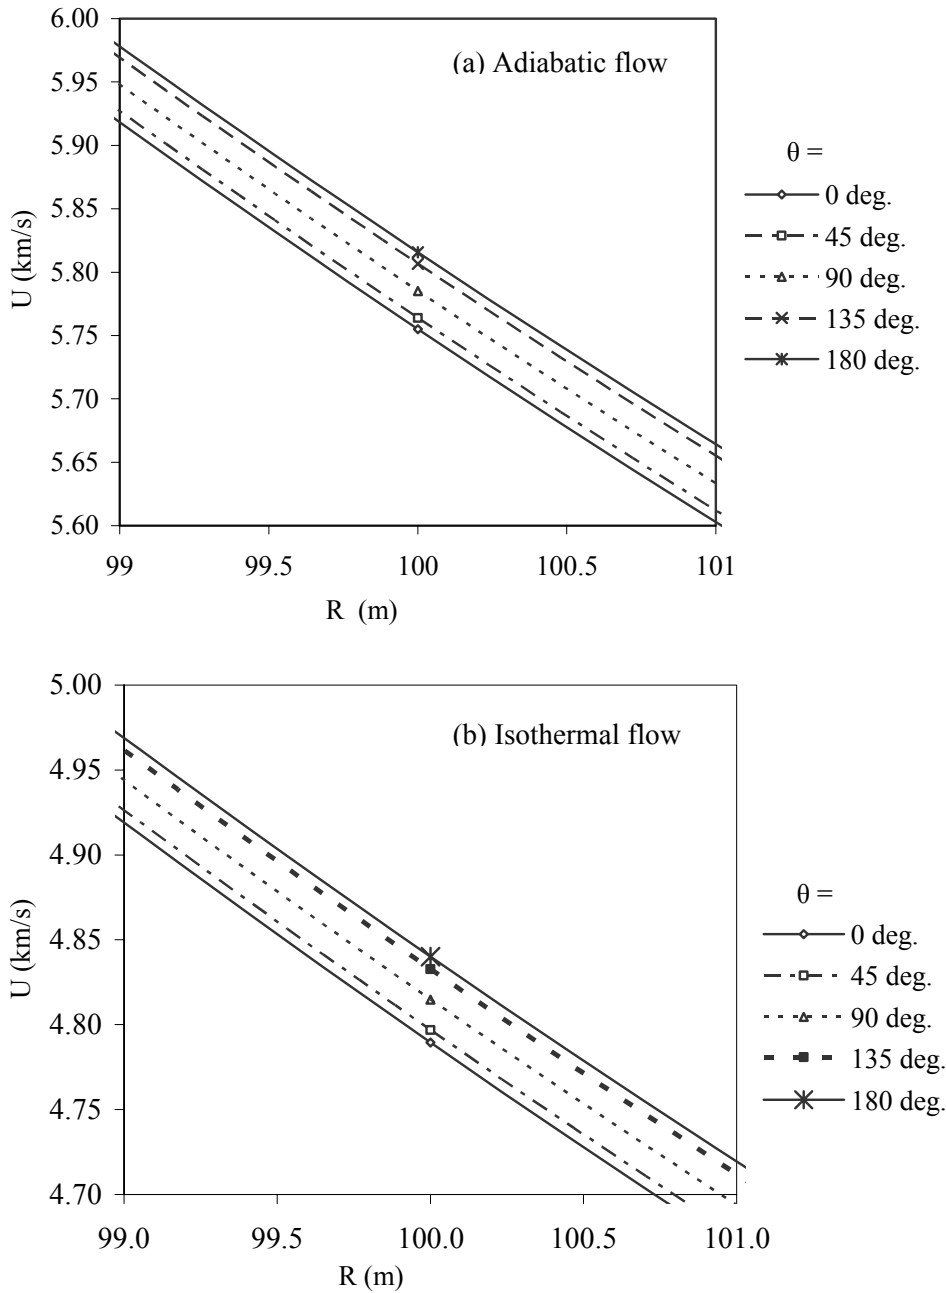 6.00
(a) Adiabatic flow
5.95
5.90
5.85
5.80
5.75
5.70
5.65
5.60
U (km/s)
99 99.5 100 100.5 101
R (m)
θ =
0 deg.
45 deg.
90 deg.
135 deg.
180 deg.
5.00
(b) Isothermal flow
4.95
4.90
4.85
4.80
4.75
4.70
U (km/s)
99.0 99.5 100.0 100.5 101.0
R (m)
θ =
0 deg.
45 deg.
90 deg.
135 deg.
180 deg.